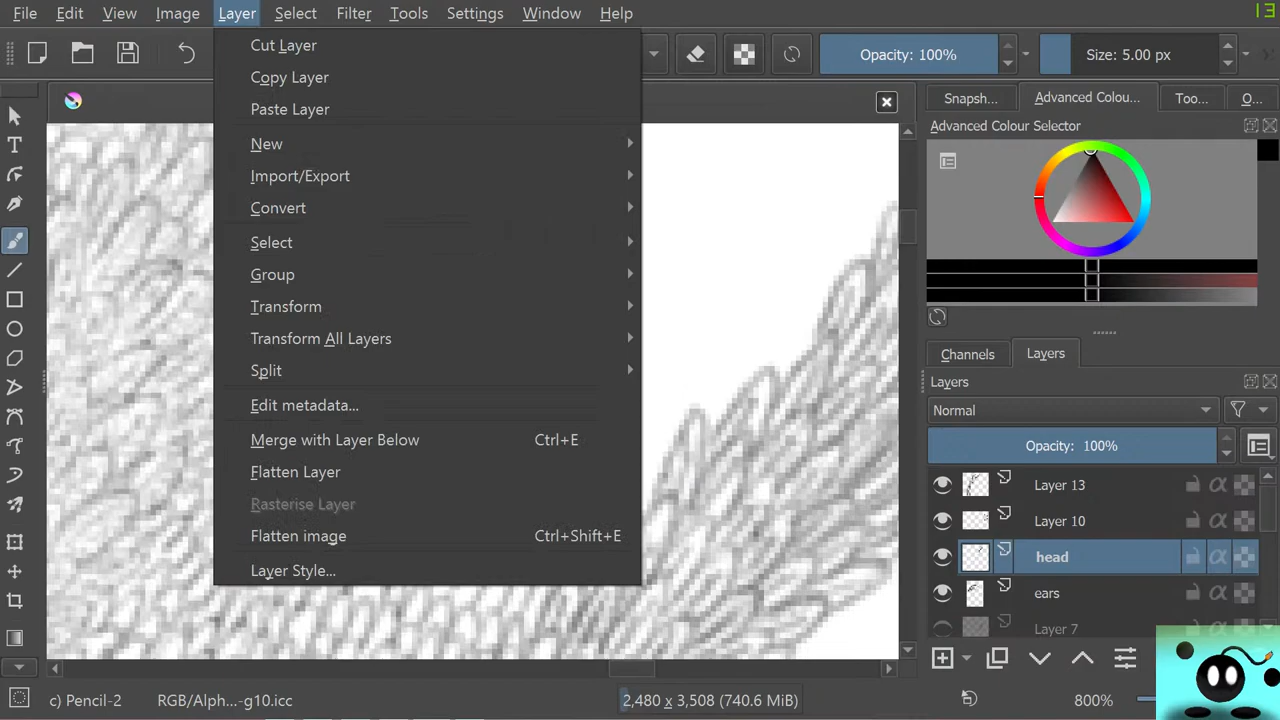 File Edit View Image Layer Select Filter Tools Settings Window Help
13
Opacity: 100%
Size: 5.00 px
Cut Layer
Copy Layer
Paste Layer
New
Import/Export
Convert
Select
Group
Transform
Transform All Layers
Split
Edit metadata...
Merge with Layer Below Ctrl+E
Flatten Layer
Rasterise Layer
Flatten image Ctrl+Shift+E
Layer Style...
Snapsh... Advanced Colou... Too... O...
Advanced Colour Selector
Channels Layers
Layers
Normal
Opacity: 100%
Layer 13
Layer 10
head
ears
Layer 7
c) Pencil-2 RGB/Alph...-g10.icc 2,480 x 3,508 (740.6 MiB) 800%